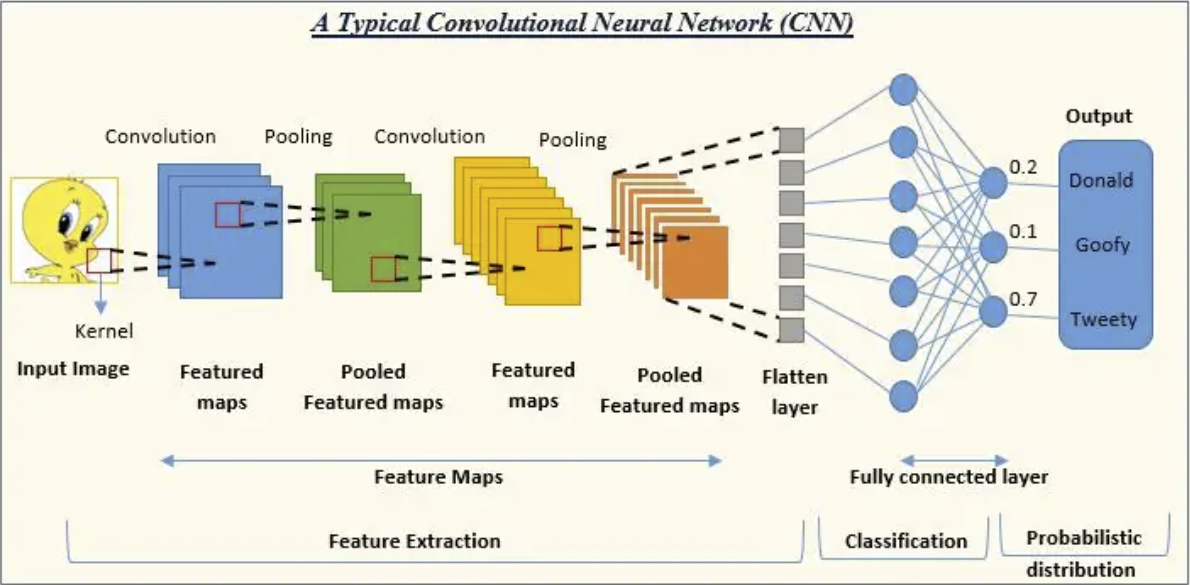 A Typical Convolutional Neural Network (CNN)
Convolution
Pooling
Convolution
Pooling
Output
0.2
Donald
0.1
Goofy
0.7
Tweety
Kernel
Input Image
Featured
maps
Pooled
Featured maps
Featured
maps
Pooled
Featured maps
Flatten
layer
Feature Maps
Fully connected layer
Feature Extraction
Classification
Probabilistic
distribution